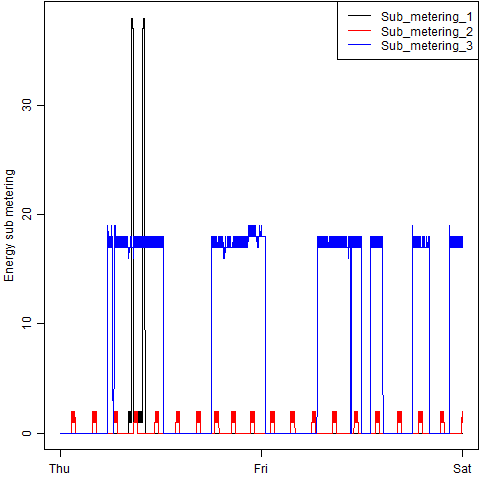 Sub_metering_1
Sub_metering_2
Sub_metering_3
Energy sub metering
30
20
10
0
Thu
Fri
Sat